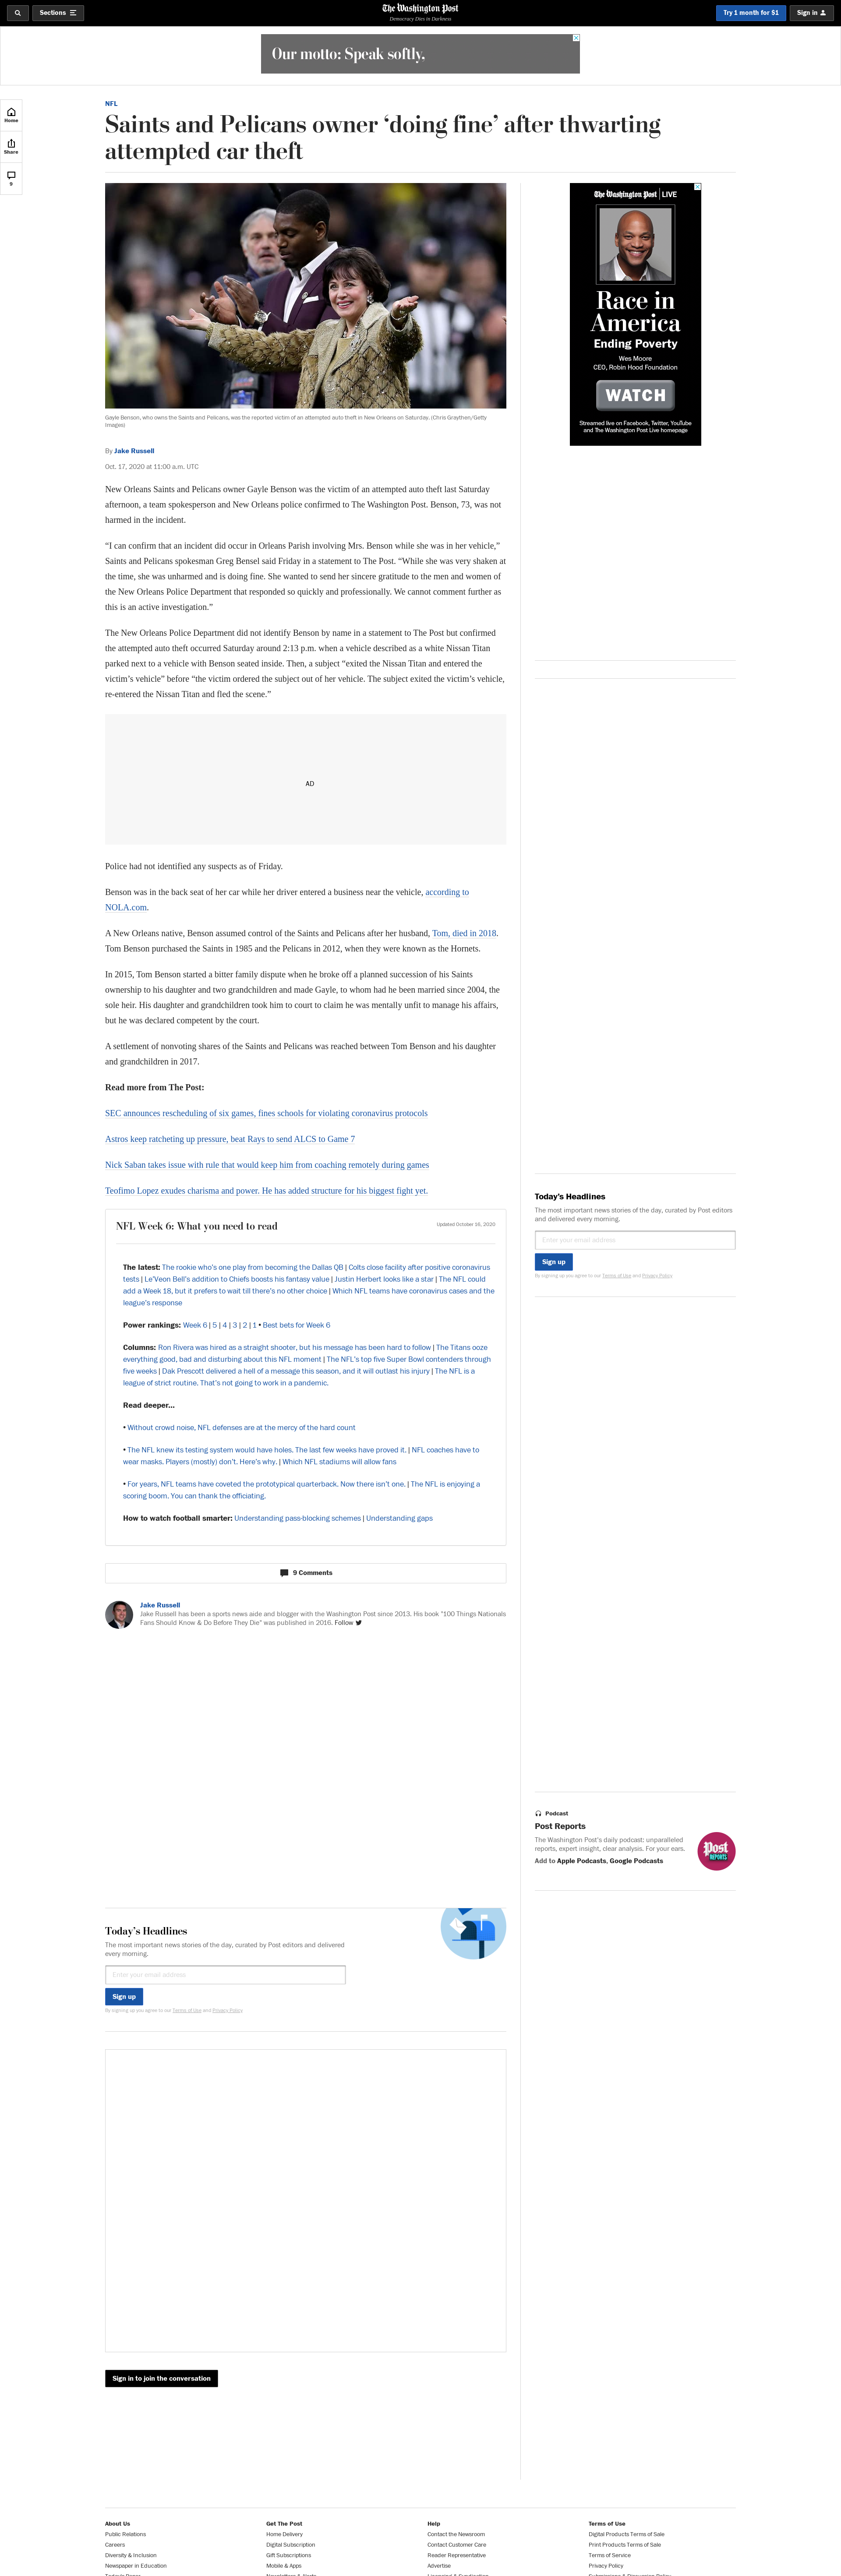 Sections
The Washington Post
Democracy Dies in Darkness
Try 1 month for $1
Sign in
Our motto: Speak softly,
Home
Share
9
NFL
Saints and Pelicans owner ‘doing fine’ after thwarting
attempted car theft
Gayle Benson, who owns the Saints and Pelicans, was the reported victim of an attempted auto theft in New Orleans on Saturday. (Chris Graythen/Getty
Images)
By Jake Russell
Oct. 17, 2020 at 11:00 a.m. UTC
New Orleans Saints and Pelicans owner Gayle Benson was the victim of an attempted auto theft last Saturday
afternoon, a team spokesperson and New Orleans police confirmed to The Washington Post. Benson, 73, was not
harmed in the incident.
“I can confirm that an incident did occur in Orleans Parish involving Mrs. Benson while she was in her vehicle,”
Saints and Pelicans spokesman Greg Bensel said Friday in a statement to The Post. “While she was very shaken at
the time, she was unharmed and is doing fine. She wanted to send her sincere gratitude to the men and women of
the New Orleans Police Department that responded so quickly and professionally. We cannot comment further as
this is an active investigation.”
The New Orleans Police Department did not identify Benson by name in a statement to The Post but confirmed
the attempted auto theft occurred Saturday around 2:13 p.m. when a vehicle described as a white Nissan Titan
parked next to a vehicle with Benson seated inside. Then, a subject “exited the Nissan Titan and entered the
victim’s vehicle” before “the victim ordered the subject out of her vehicle. The subject exited the victim’s vehicle,
re-entered the Nissan Titan and fled the scene.”
AD
Police had not identified any suspects as of Friday.
Benson was in the back seat of her car while her driver entered a business near the vehicle, according to
NOLA.com.
A New Orleans native, Benson assumed control of the Saints and Pelicans after her husband, Tom, died in 2018.
Tom Benson purchased the Saints in 1985 and the Pelicans in 2012, when they were known as the Hornets.
In 2015, Tom Benson started a bitter family dispute when he broke off a planned succession of his Saints
ownership to his daughter and two grandchildren and made Gayle, to whom had he been married since 2004, the
sole heir. His daughter and grandchildren took him to court to claim he was mentally unfit to manage his affairs,
but he was declared competent by the court.
A settlement of nonvoting shares of the Saints and Pelicans was reached between Tom Benson and his daughter
and grandchildren in 2017.
Read more from The Post:
SEC announces rescheduling of six games, fines schools for violating coronavirus protocols
Astros keep ratcheting up pressure, beat Rays to send ALCS to Game 7
Nick Saban takes issue with rule that would keep him from coaching remotely during games
Teofimo Lopez exudes charisma and power. He has added structure for his biggest fight yet.
NFL Week 6: What you need to read
Updated October 16, 2020
The latest: The rookie who’s one play from becoming the Dallas QB | Colts close facility after positive coronavirus
tests | Le’Veon Bell’s addition to Chiefs boosts his fantasy value | Justin Herbert looks like a star | The NFL could
add a Week 18, but it prefers to wait till there’s no other choice | Which NFL teams have coronavirus cases and the
league’s response
Power rankings: Week 6 | 5 | 4 | 3 | 2 | 1 • Best bets for Week 6
Columns: Ron Rivera was hired as a straight shooter, but his message has been hard to follow | The Titans ooze
everything good, bad and disturbing about this NFL moment | The NFL’s top five Super Bowl contenders through
five weeks | Dak Prescott delivered a hell of a message this season, and it will outlast his injury | The NFL is a
league of strict routine. That’s not going to work in a pandemic.
Read deeper...
• Without crowd noise, NFL defenses are at the mercy of the hard count
• The NFL knew its testing system would have holes. The last few weeks have proved it. | NFL coaches have to
wear masks. Players (mostly) don’t. Here’s why. | Which NFL stadiums will allow fans
• For years, NFL teams have coveted the prototypical quarterback. Now there isn’t one. | The NFL is enjoying a
scoring boom. You can thank the officiating.
How to watch football smarter: Understanding pass-blocking schemes | Understanding gaps
9 Comments
Jake Russell
Jake Russell has been a sports news aide and blogger with the Washington Post since 2013. His book "100 Things Nationals
Fans Should Know & Do Before They Die" was published in 2016. Follow
Today’s Headlines
The most important news stories of the day, curated by Post editors and delivered
every morning.
Enter your email address
Sign up
By signing up you agree to our Terms of Use and Privacy Policy
Sign in to join the conversation
The Washington Post LIVE
Race in
America
Ending Poverty
Wes Moore
CEO, Robin Hood Foundation
WATCH
Streamed live on Facebook, Twitter, YouTube
and The Washington Post Live homepage
Today’s Headlines
The most important news stories of the day, curated by Post editors
and delivered every morning.
Enter your email address
Sign up
By signing up you agree to our Terms of Use and Privacy Policy
Podcast
Post Reports
The Washington Post’s daily podcast: unparalleled
reports, expert insight, clear analysis. For your ears.
Add to Apple Podcasts, Google Podcasts
Post
REPORTS
About Us
Public Relations
Careers
Diversity & Inclusion
Newspaper in Education
Get The Post
Home Delivery
Digital Subscription
Gift Subscriptions
Mobile & Apps
Help
Contact the Newsroom
Contact Customer Care
Reader Representative
Advertise
Terms of Use
Digital Products Terms of Sale
Print Products Terms of Sale
Terms of Service
Privacy Policy